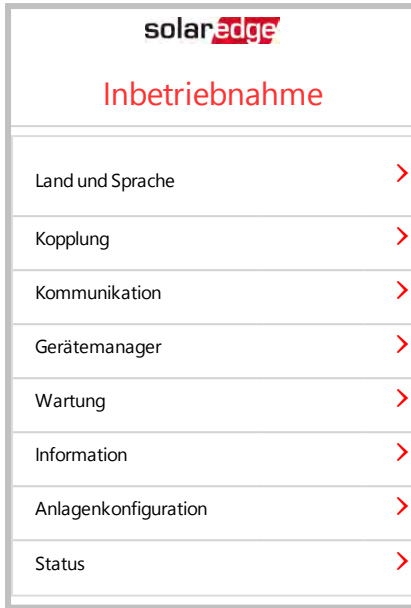 solaredge
Inbetriebnahme
Land und Sprache
Kopplung
Kommunikation
Gerätemanager
Wartung
Information
Anlagenkonfiguration
Status